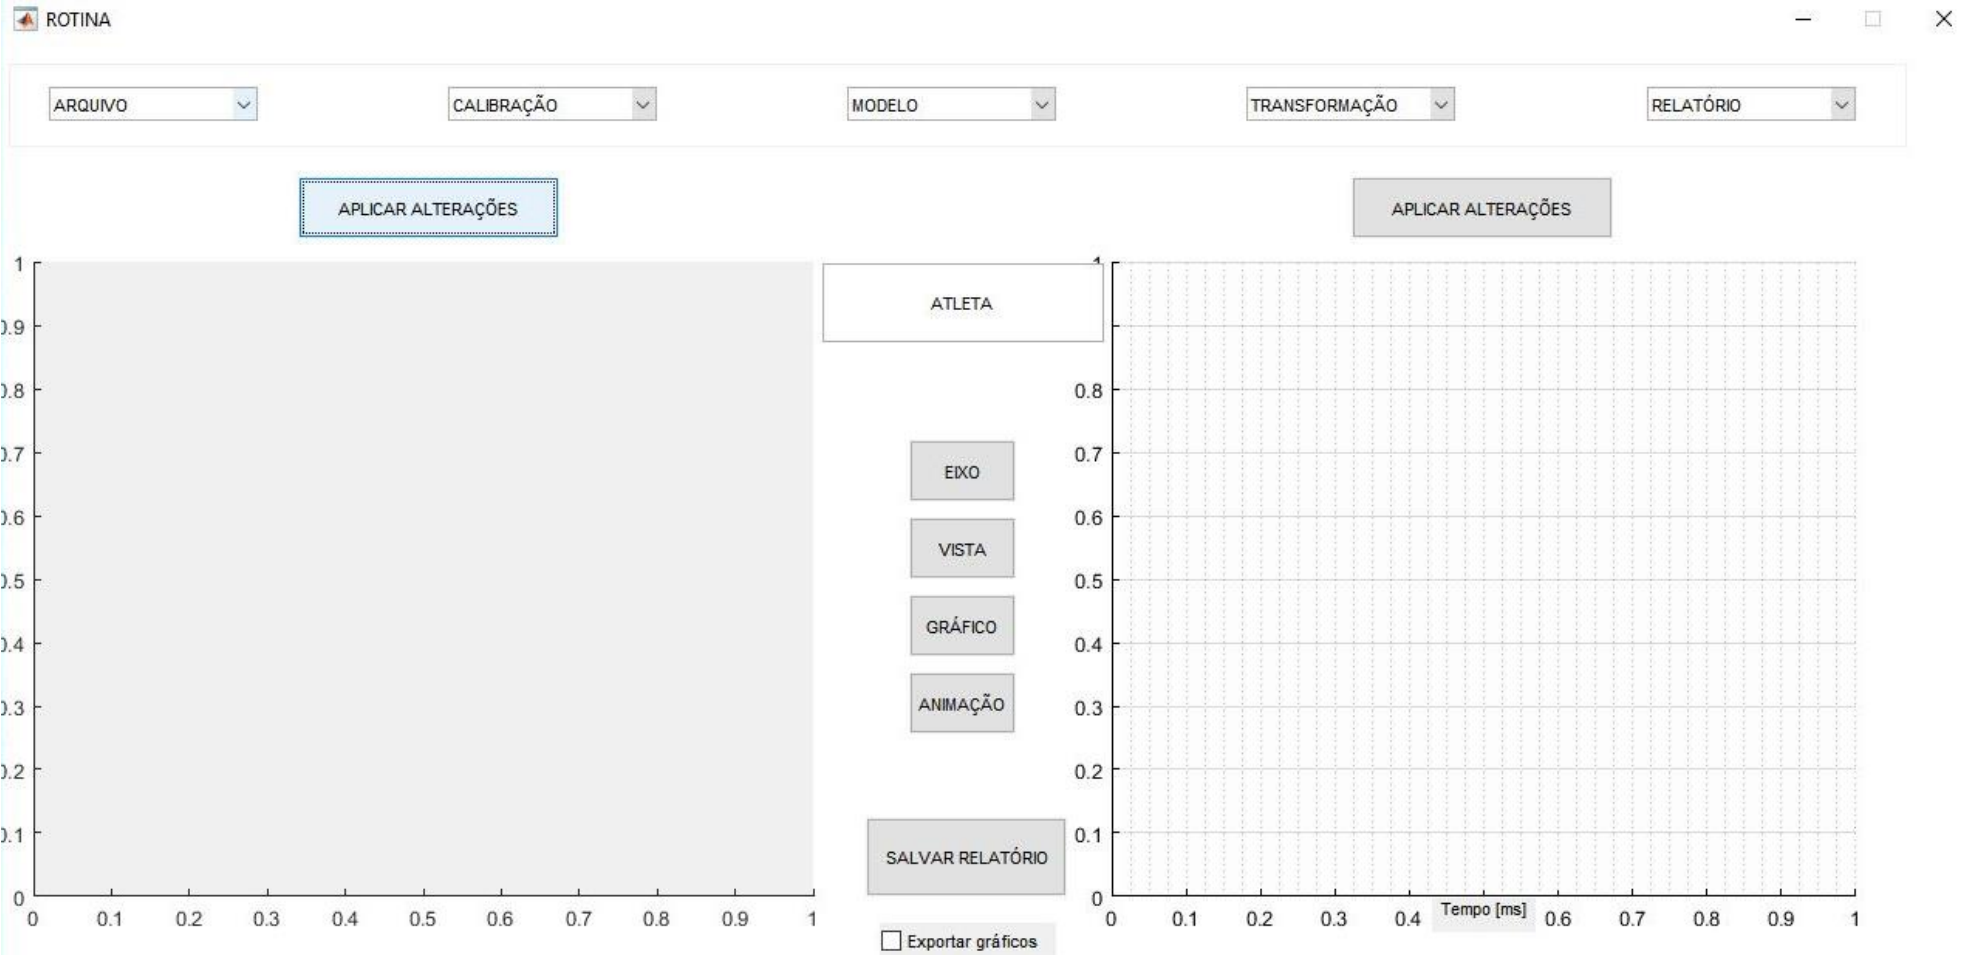 ROTINA
ARQUIVO CALIBRAÇÃO MODELO TRANSFORMAÇÃO RELATÓRIO
APLICAR ALTERAÇÕES APLICAR ALTERAÇÕES
1
0.9
0.8
0.7
0.6
0.5
0.4
0.3
0.2
0.1
0
0 0.1 0.2 0.3 0.4 0.5 0.6 0.7 0.8 0.9 1
ATLETA
EIXO
VISTA
GRÁFICO
ANIMAÇÃO
SALVAR RELATÓRIO
Exportar gráficos
1
0.8
0.7
0.6
0.5
0.4
0.3
0.2
0.1
0
0 0.1 0.2 0.3 0.4 Tempo [ms] 0.6 0.7 0.8 0.9 1